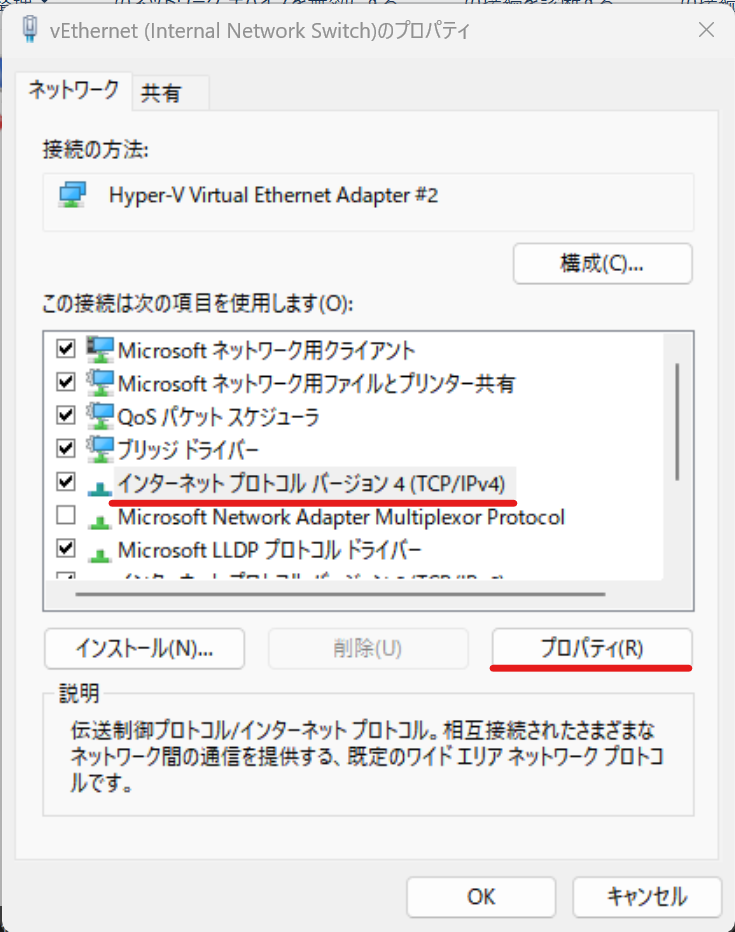 vEthernet (Internal Network Switch)のプロパティ
ネットワーク 共有
接続の方法:
Hyper-V Virtual Ethernet Adapter #2
構成(C)...
この接続は次の項目を使用します(O):
Microsoft ネットワーク用クライアント
Microsoft ネットワーク用ファイルとプリンター共有
QoS パケット スケジューラ
ブリッジ ドライバー
インターネット プロトコル バージョン 4 (TCP/IPv4)
Microsoft Network Adapter Multiplexor Protocol
Microsoft LLDP プロトコル ドライバー
インストール(N)... 削除(U) プロパティ(R)
説明
伝送制御プロトコル/インターネット プロトコル。相互接続されたさまざまな
ネットワーク間の通信を提供する、既定のワイド エリア ネットワーク プロトコ
ルです。
OK キャンセル